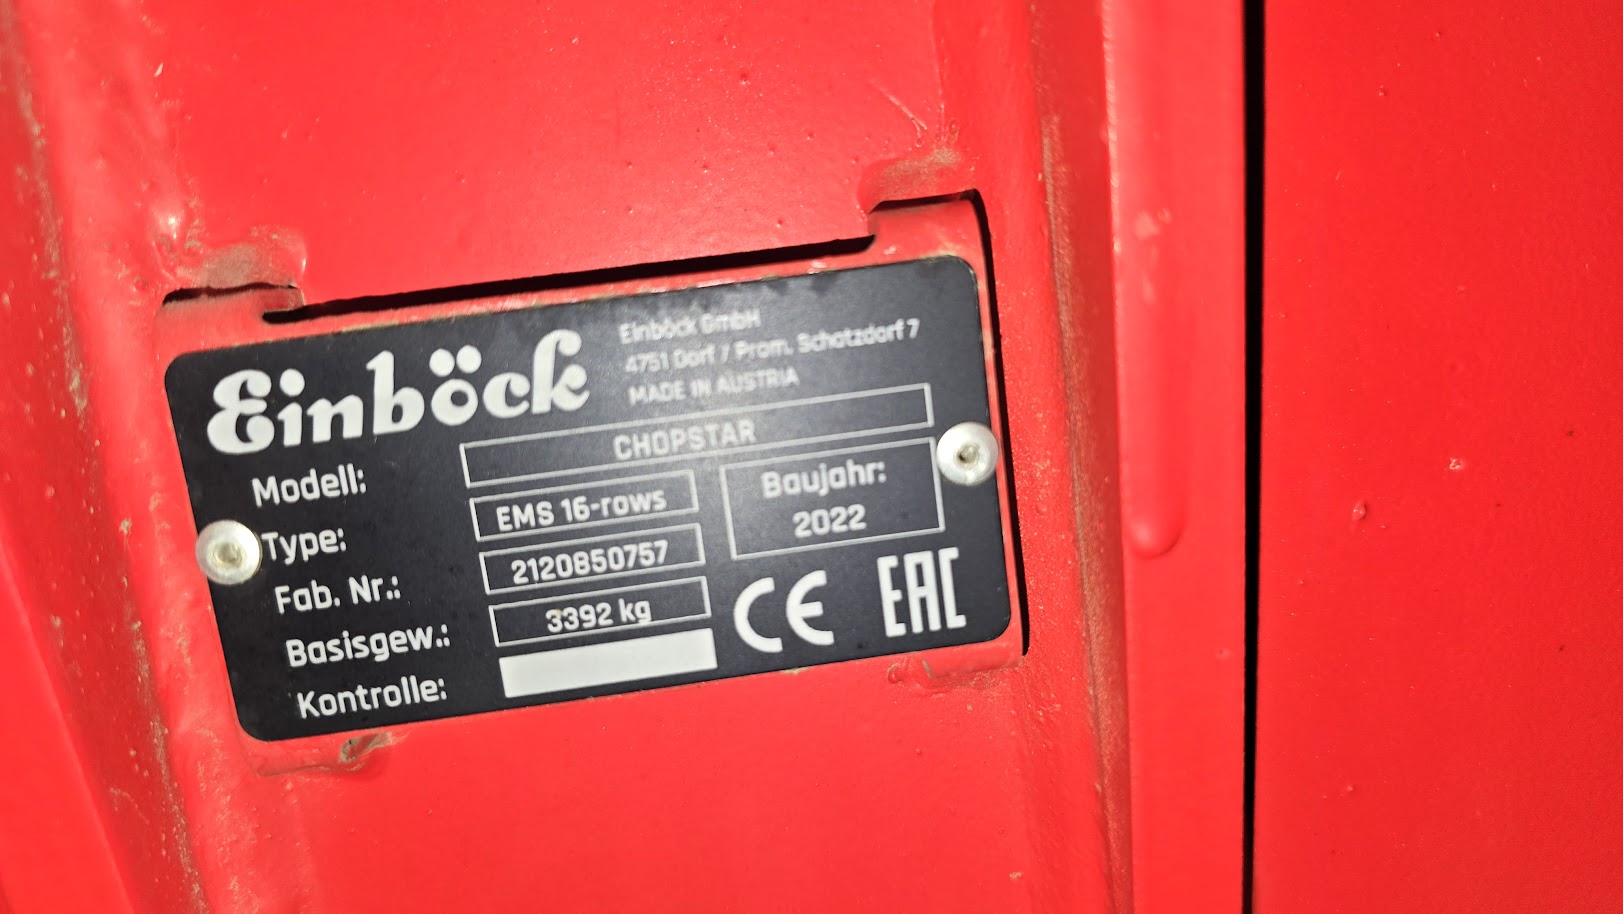 Einböck
Einböck GmbH
4751 Dorf / Pram, Schatzdorf 7
MADE IN AUSTRIA
Modell: CHOPSTAR
Type: EMS 16-rows
Baujahr:
2022
Fab. Nr.: 2120850757
Basisgew.: 3392 kg
Kontrolle:
CE EAC